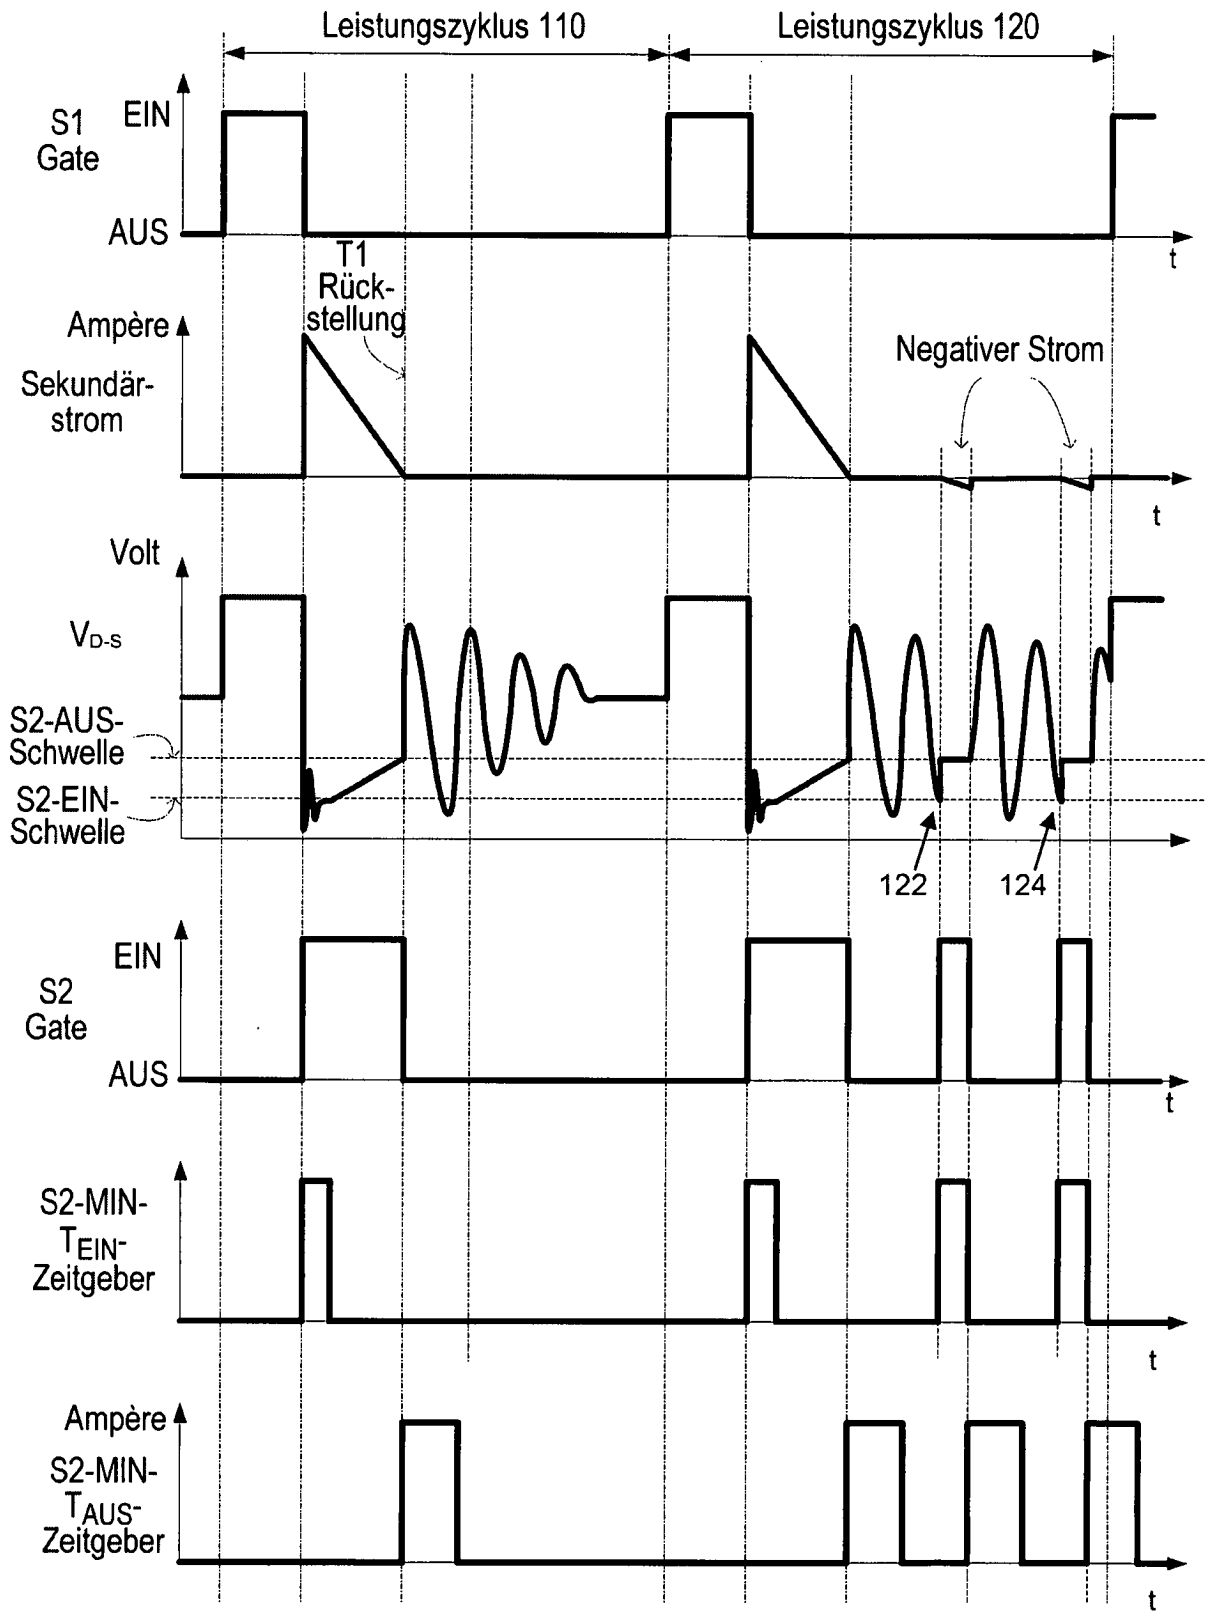 Leistungszyklus 110
Leistungszyklus 120
EIN
S1
Gate
AUS
t
T1
Rück-
stellung
Ampère
Sekundär-
strom
Negativer Strom
t
Volt
VD-S
S2-AUS-
Schwelle
S2-EIN-
Schwelle
122
124
EIN
S2
Gate
AUS
t
S2-MIN-
TEIN-
Zeitgeber
t
Ampère
S2-MIN-
TAUS-
Zeitgeber
t